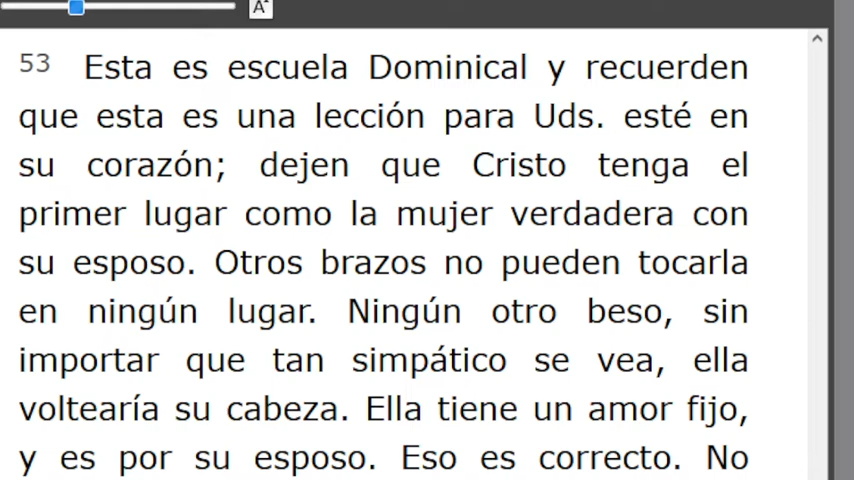 A
53 Esta es escuela Dominical y recuerden
que esta es una lección para Uds. esté en
su corazón; dejen que Cristo tenga el
primer lugar como la mujer verdadera con
su esposo. Otros brazos no pueden tocarla
en ningún lugar. Ningún otro beso, sin
importar que tan simpático se vea, ella
voltearía su cabeza. Ella tiene un amor fijo,
y es por su esposo. Eso es correcto. No